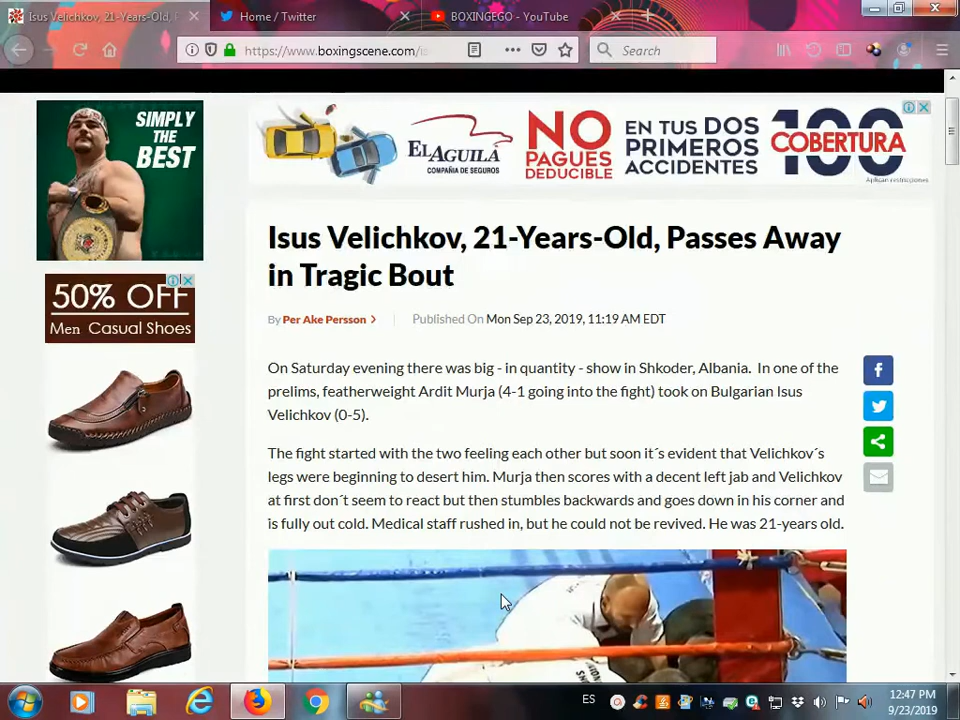 Isus Velichkov, 21-Years-Old,
Home / Twitter
BOXINGEGO - YouTube
https://www.boxingscene.com/is
Search
SIMPLY
THE
BEST
EL AGUILA
COMPAÑIA DE SEGUROS
NO
PAGUES
DEDUCIBLE
EN TUS DOS
PRIMEROS
ACCIDENTES
100
COBERTURA
Aplican restricciones
50% OFF
Men Casual Shoes
Isus Velichkov, 21-Years-Old, Passes Away
in Tragic Bout
By Per Ake Persson >
Published On Mon Sep 23, 2019, 11:19 AM EDT
On Saturday evening there was big - in quantity - show in Shkoder, Albania. In one of the
prelims, featherweight Ardit Murja (4-1 going into the fight) took on Bulgarian Isus
Velichkov (0-5).
The fight started with the two feeling each other but soon it´s evident that Velichkov´s
legs were beginning to desert him. Murja then scores with a decent left jab and Velichkov
at first don´t seem to react but then stumbles backwards and goes down in his corner and
is fully out cold. Medical staff rushed in, but he could not be revived. He was 21-years old.
ES
12:47 PM
9/23/2019